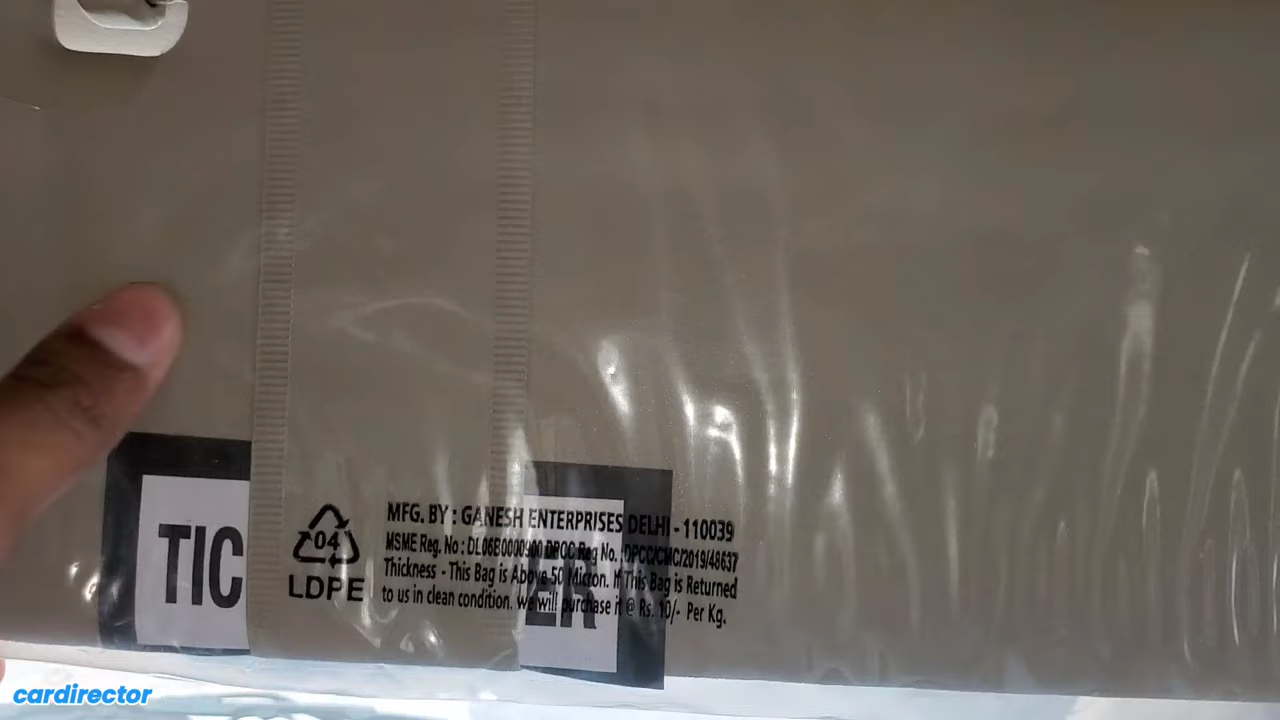 TIC
ER
04
LDPE
MFG. BY : GANESH ENTERPRISES DELHI - 110039
MSME Reg. No : DL06B0000900 DPCC Reg No. : DPCC/CMC/2019/48637
Thickness - This Bag is Above 50 Micron. If This Bag is Returned
to us in clean condition. we will purchase it @ Rs. 10/- Per Kg.
cardirector